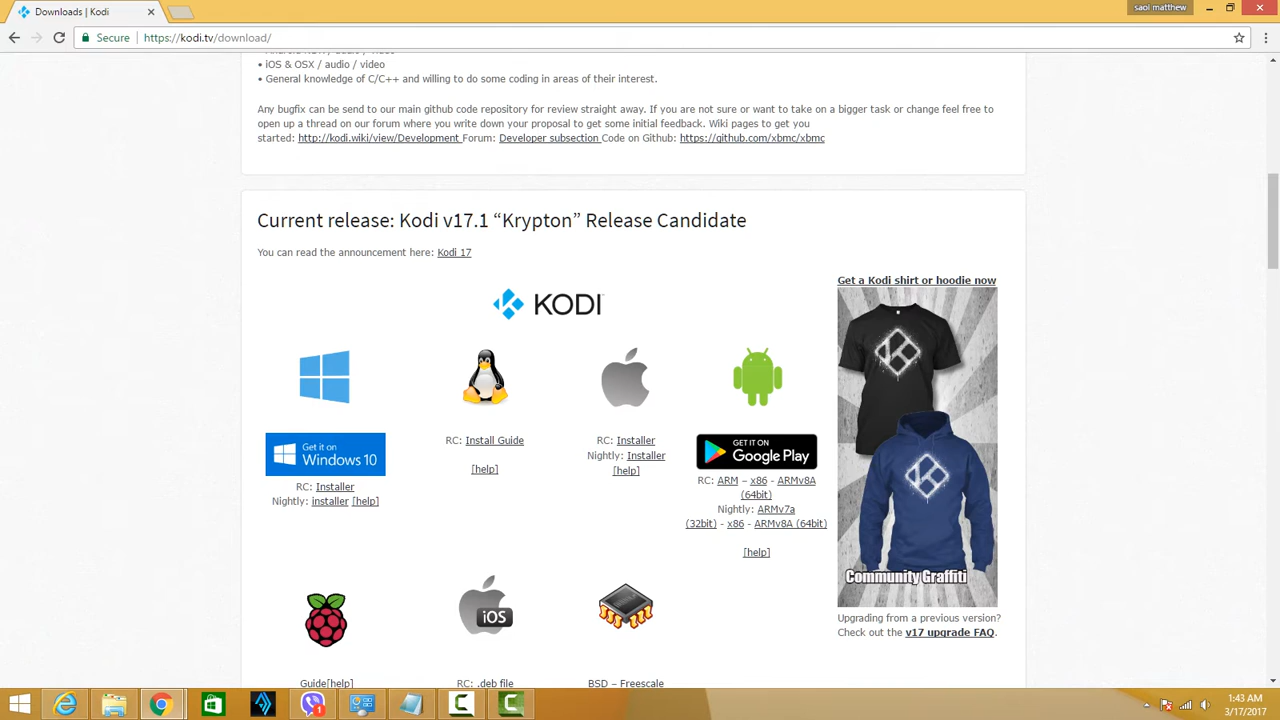 Downloads | Kodi
saol matthew
Secure
https://kodi.tv/download/
• iOS & OSX / audio / video
• General knowledge of C/C++ and willing to do some coding in areas of their interest.
Any bugfix can be send to our main github code repository for review straight away. If you are not sure or want to take on a bigger task or change feel free to
open up a thread on our forum where you write down your proposal to get some initial feedback. Wiki pages to get you
started: http://kodi.wiki/view/Development Forum: Developer subsection Code on Github: https://github.com/xbmc/xbmc
Current release: Kodi v17.1 “Krypton” Release Candidate
You can read the announcement here: Kodi 17
Get a Kodi shirt or hoodie now
KODI
Get it on
Windows 10
RC: Installer
Nightly: installer [help]
RC: Install Guide
[help]
RC: Installer
Nightly: Installer
[help]
GET IT ON
Google Play
RC: ARM – x86 - ARMv8A
(64bit)
Nightly: ARMv7a
(32bit) - x86 - ARMv8A (64bit)
[help]
Community Graffiti
Upgrading from a previous version?
Check out the v17 upgrade FAQ.
iOS
Guide[help]
RC: .deb file
BSD – Freescale
1
1:43 AM
3/17/2017